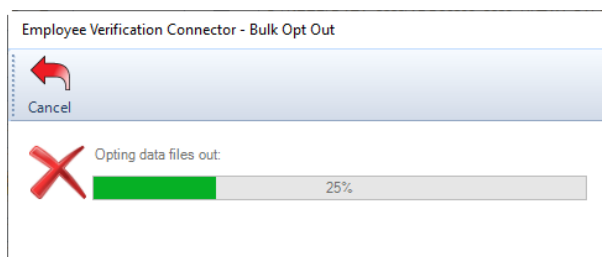 Employee Verification Connector - Bulk Opt Out
Cancel
Opting data files out:
25%